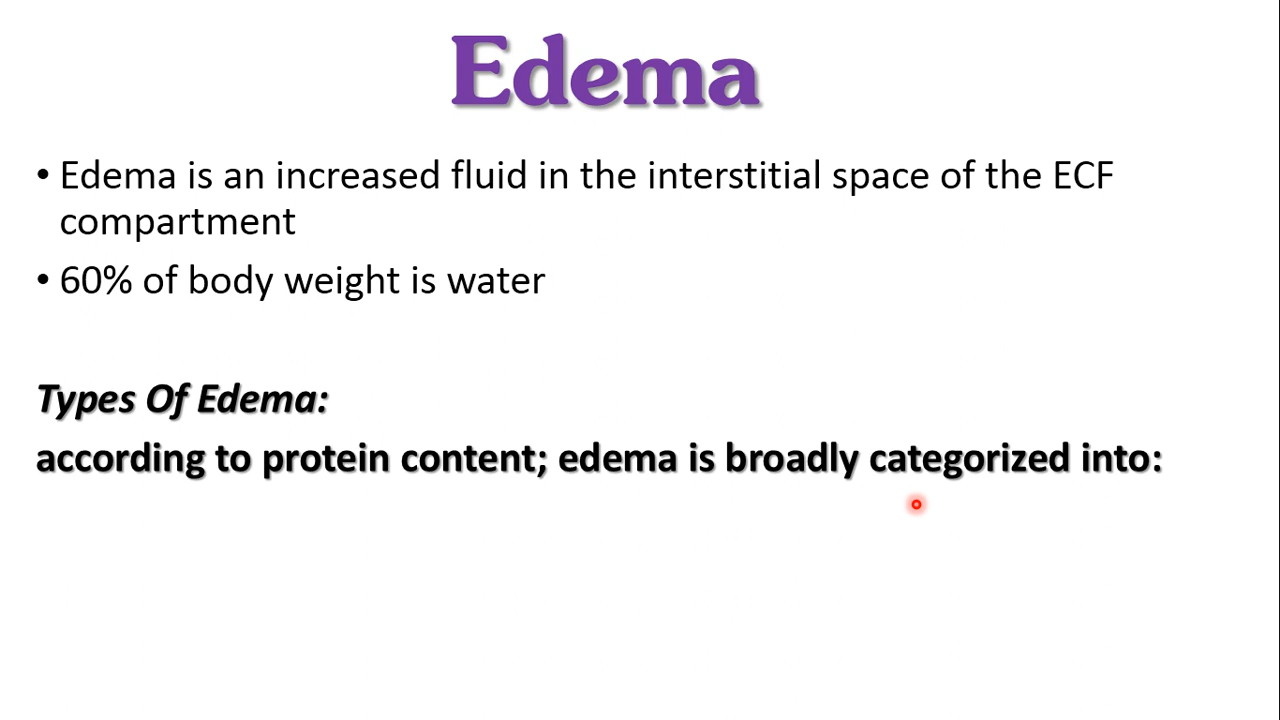 Edema
• Edema is an increased fluid in the interstitial space of the ECF
compartment
• 60% of body weight is water
Types Of Edema:
according to protein content; edema is broadly categorized into: